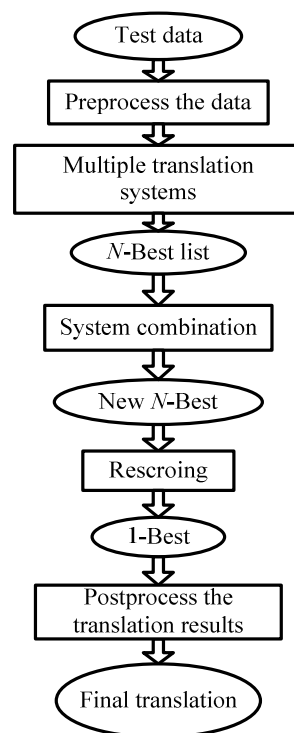 Test data
Preprocess the data
Multiple translation
systems
N-Best list
System combination
New N-Best
Rescroing
1-Best
Postprocess the
translation results
Final translation